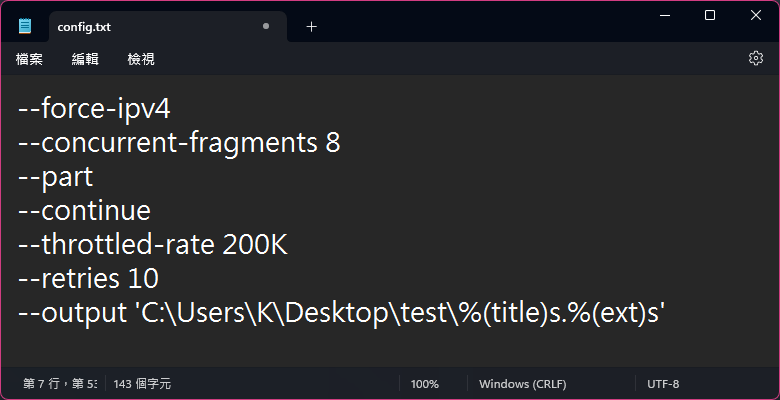 config.txt
檔案 編輯 檢視
--force-ipv4
--concurrent-fragments 8
--part
--continue
--throttled-rate 200K
--retries 10
--output 'C:\Users\K\Desktop\test\%(title)s.%(ext)s'
第 7 行，第 53 143 個字元 100% Windows (CRLF) UTF-8